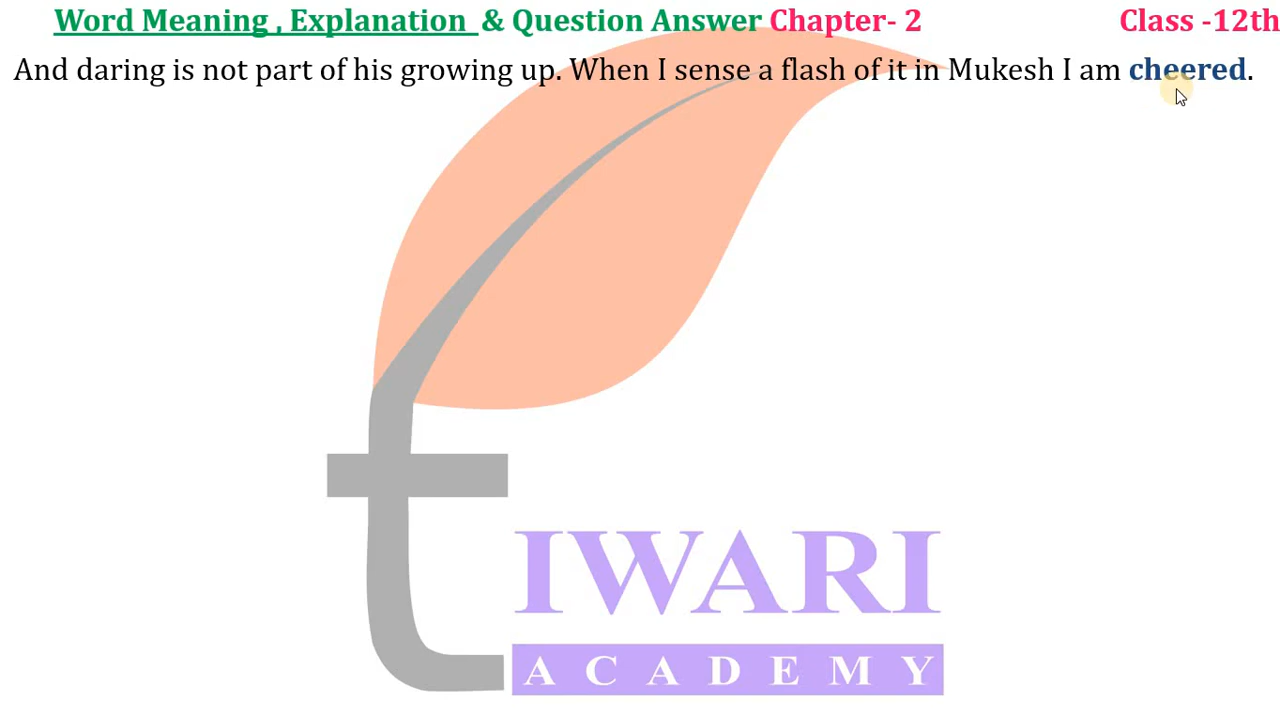 Word Meaning , Explanation & Question Answer Chapter- 2 Class -12th
And daring is not part of his growing up. When I sense a flash of it in Mukesh I am cheered.
tIWARI
ACADEMY